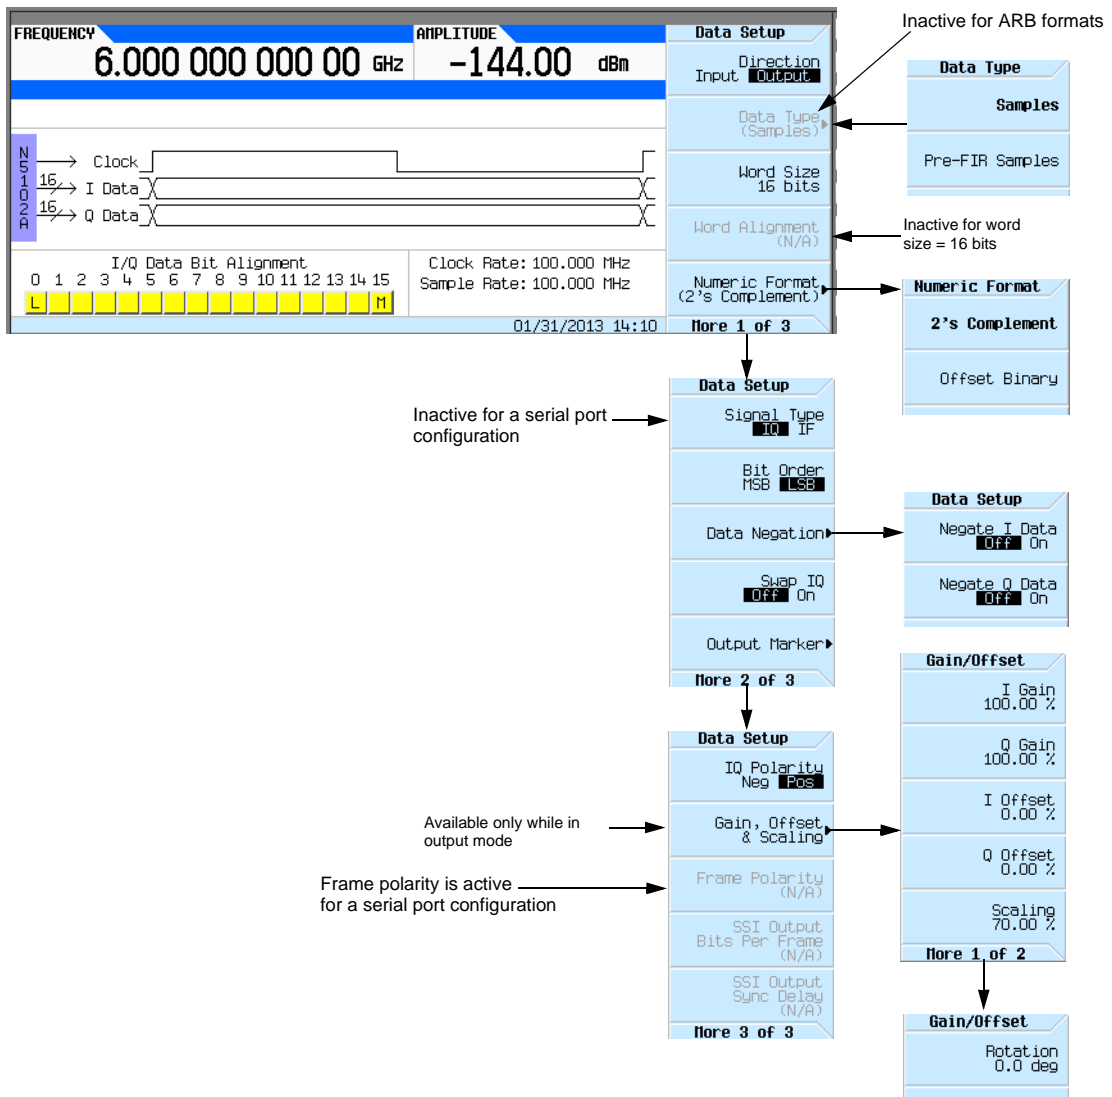 Inactive for ARB formats
FREQUENCY
6.000 000 000 00 GHz
AMPLITUDE
-144.00 dBm
N5102A
Clock
16
I Data
16
Q Data
I/Q Data Bit Alignment
0 1 2 3 4 5 6 7 8 9 10 11 12 13 14 15
L
M
Clock Rate: 100.000 MHz
Sample Rate: 100.000 MHz
01/31/2013 14:10
Data Setup
Direction
Input Output
Data Type
(Samples)
Word Size
16 bits
Word Alignment
(N/A)
Numeric Format
(2's Complement)
More 1 of 3
Data Type
Samples
Pre-FIR Samples
Inactive for word
size = 16 bits
Numeric Format
2's Complement
Offset Binary
Inactive for a serial port
configuration
Data Setup
Signal Type
IQ IF
Bit Order
MSB LSB
Data Negation
Swap IQ
Off On
Output Marker
More 2 of 3
Data Setup
Negate I Data
Off On
Negate Q Data
Off On
Available only while in
output mode
Frame polarity is active
for a serial port configuration
Data Setup
IQ Polarity
Neg Pos
Gain, Offset
& Scaling
Frame Polarity
(N/A)
SSI Output
Bits Per Frame
(N/A)
SSI Output
Sync Delay
(N/A)
More 3 of 3
Gain/Offset
I Gain
100.00 %
Q Gain
100.00 %
I Offset
0.00 %
Q Offset
0.00 %
Scaling
70.00 %
More 1 of 2
Gain/Offset
Rotation
0.0 deg